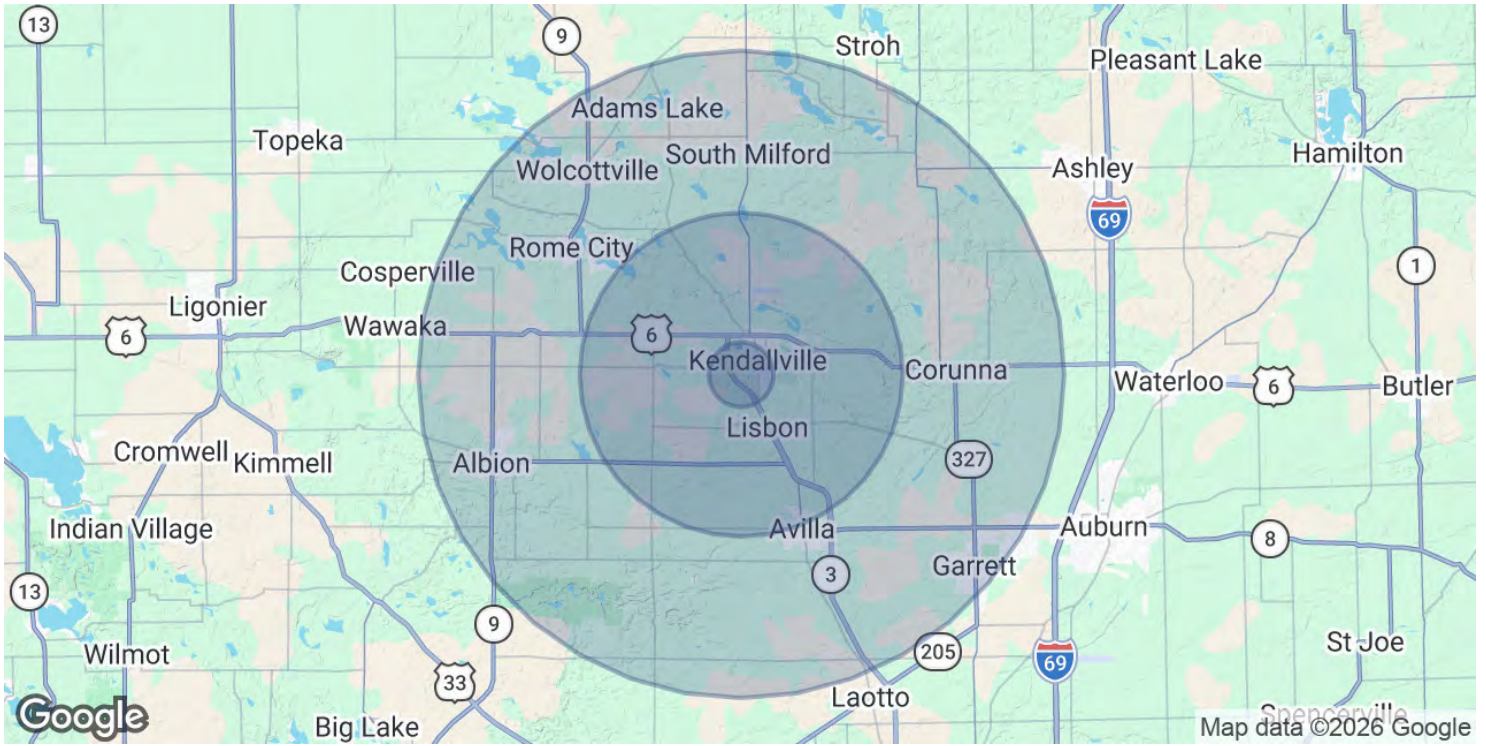 13
9
Stroh
Pleasant Lake
Adams Lake
Topeka
South Milford
Hamilton
Wolcottville
Ashley
69
Rome City
Cosperville
1
Ligonier
Wawaka
6
6
Kendallville
Corunna
Waterloo
6
Butler
Lisbon
Cromwell
Kimmell
Albion
327
Indian Village
Avilla
Auburn
8
Garrett
3
13
9
Wilmot
205
69
St Joe
33
Laotto
Google
Big Lake
Spencerville
Map data ©2026 Google